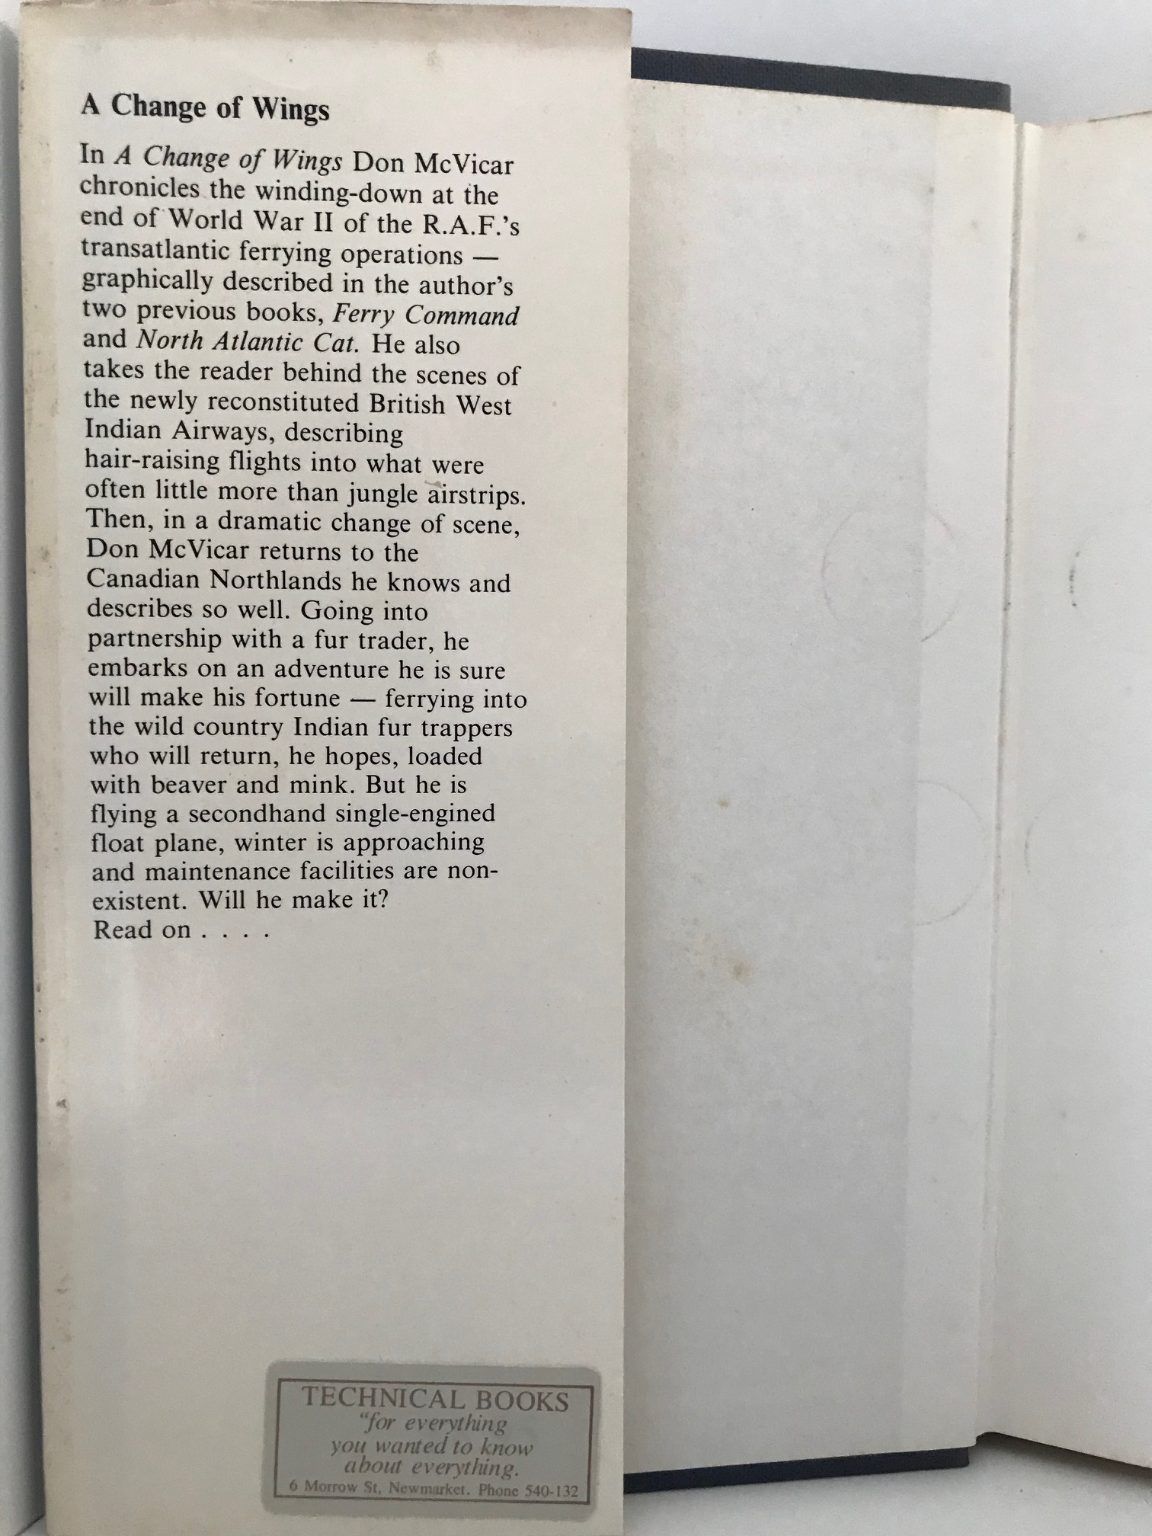 A Change of Wings
In A Change of Wings Don McVicar
chronicles the winding-down at the
end of World War II of the R.A.F.'s
transatlantic ferrying operations —
graphically described in the author's
two previous books, Ferry Command
and North Atlantic Cat. He also
takes the reader behind the scenes of
the newly reconstituted British West
Indian Airways, describing
hair-raising flights into what were
often little more than jungle airstrips.
Then, in a dramatic change of scene,
Don McVicar returns to the
Canadian Northlands he knows and
describes so well. Going into
partnership with a fur trader, he
embarks on an adventure he is sure
will make his fortune — ferrying into
the wild country Indian fur trappers
who will return, he hopes, loaded
with beaver and mink. But he is
flying a secondhand single-engined
float plane, winter is approaching
and maintenance facilities are non-
existent. Will he make it?
Read on . . . .
TECHNICAL BOOKS
"for everything
you wanted to know
about everything.
6 Morrow St, Newmarket. Phone 540-132